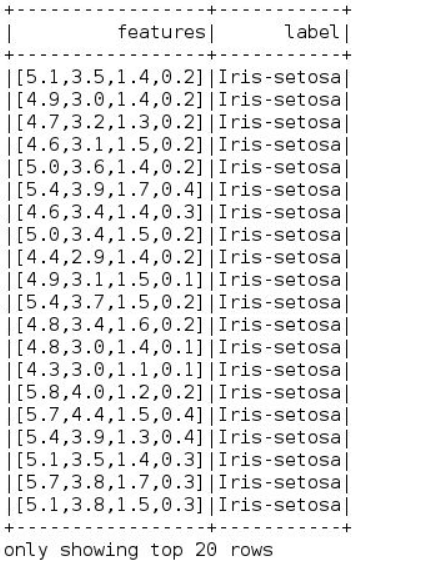 +-----------------+-----------+
|         features|      label|
+-----------------+-----------+
|[5.1,3.5,1.4,0.2]|Iris-setosa|
|[4.9,3.0,1.4,0.2]|Iris-setosa|
|[4.7,3.2,1.3,0.2]|Iris-setosa|
|[4.6,3.1,1.5,0.2]|Iris-setosa|
|[5.0,3.6,1.4,0.2]|Iris-setosa|
|[5.4,3.9,1.7,0.4]|Iris-setosa|
|[4.6,3.4,1.4,0.3]|Iris-setosa|
|[5.0,3.4,1.5,0.2]|Iris-setosa|
|[4.4,2.9,1.4,0.2]|Iris-setosa|
|[4.9,3.1,1.5,0.1]|Iris-setosa|
|[5.4,3.7,1.5,0.2]|Iris-setosa|
|[4.8,3.4,1.6,0.2]|Iris-setosa|
|[4.8,3.0,1.4,0.1]|Iris-setosa|
|[4.3,3.0,1.1,0.1]|Iris-setosa|
|[5.8,4.0,1.2,0.2]|Iris-setosa|
|[5.7,4.4,1.5,0.4]|Iris-setosa|
|[5.4,3.9,1.3,0.4]|Iris-setosa|
|[5.1,3.5,1.4,0.3]|Iris-setosa|
|[5.7,3.8,1.7,0.3]|Iris-setosa|
|[5.1,3.8,1.5,0.3]|Iris-setosa|
+-----------------+-----------+
only showing top 20 rows